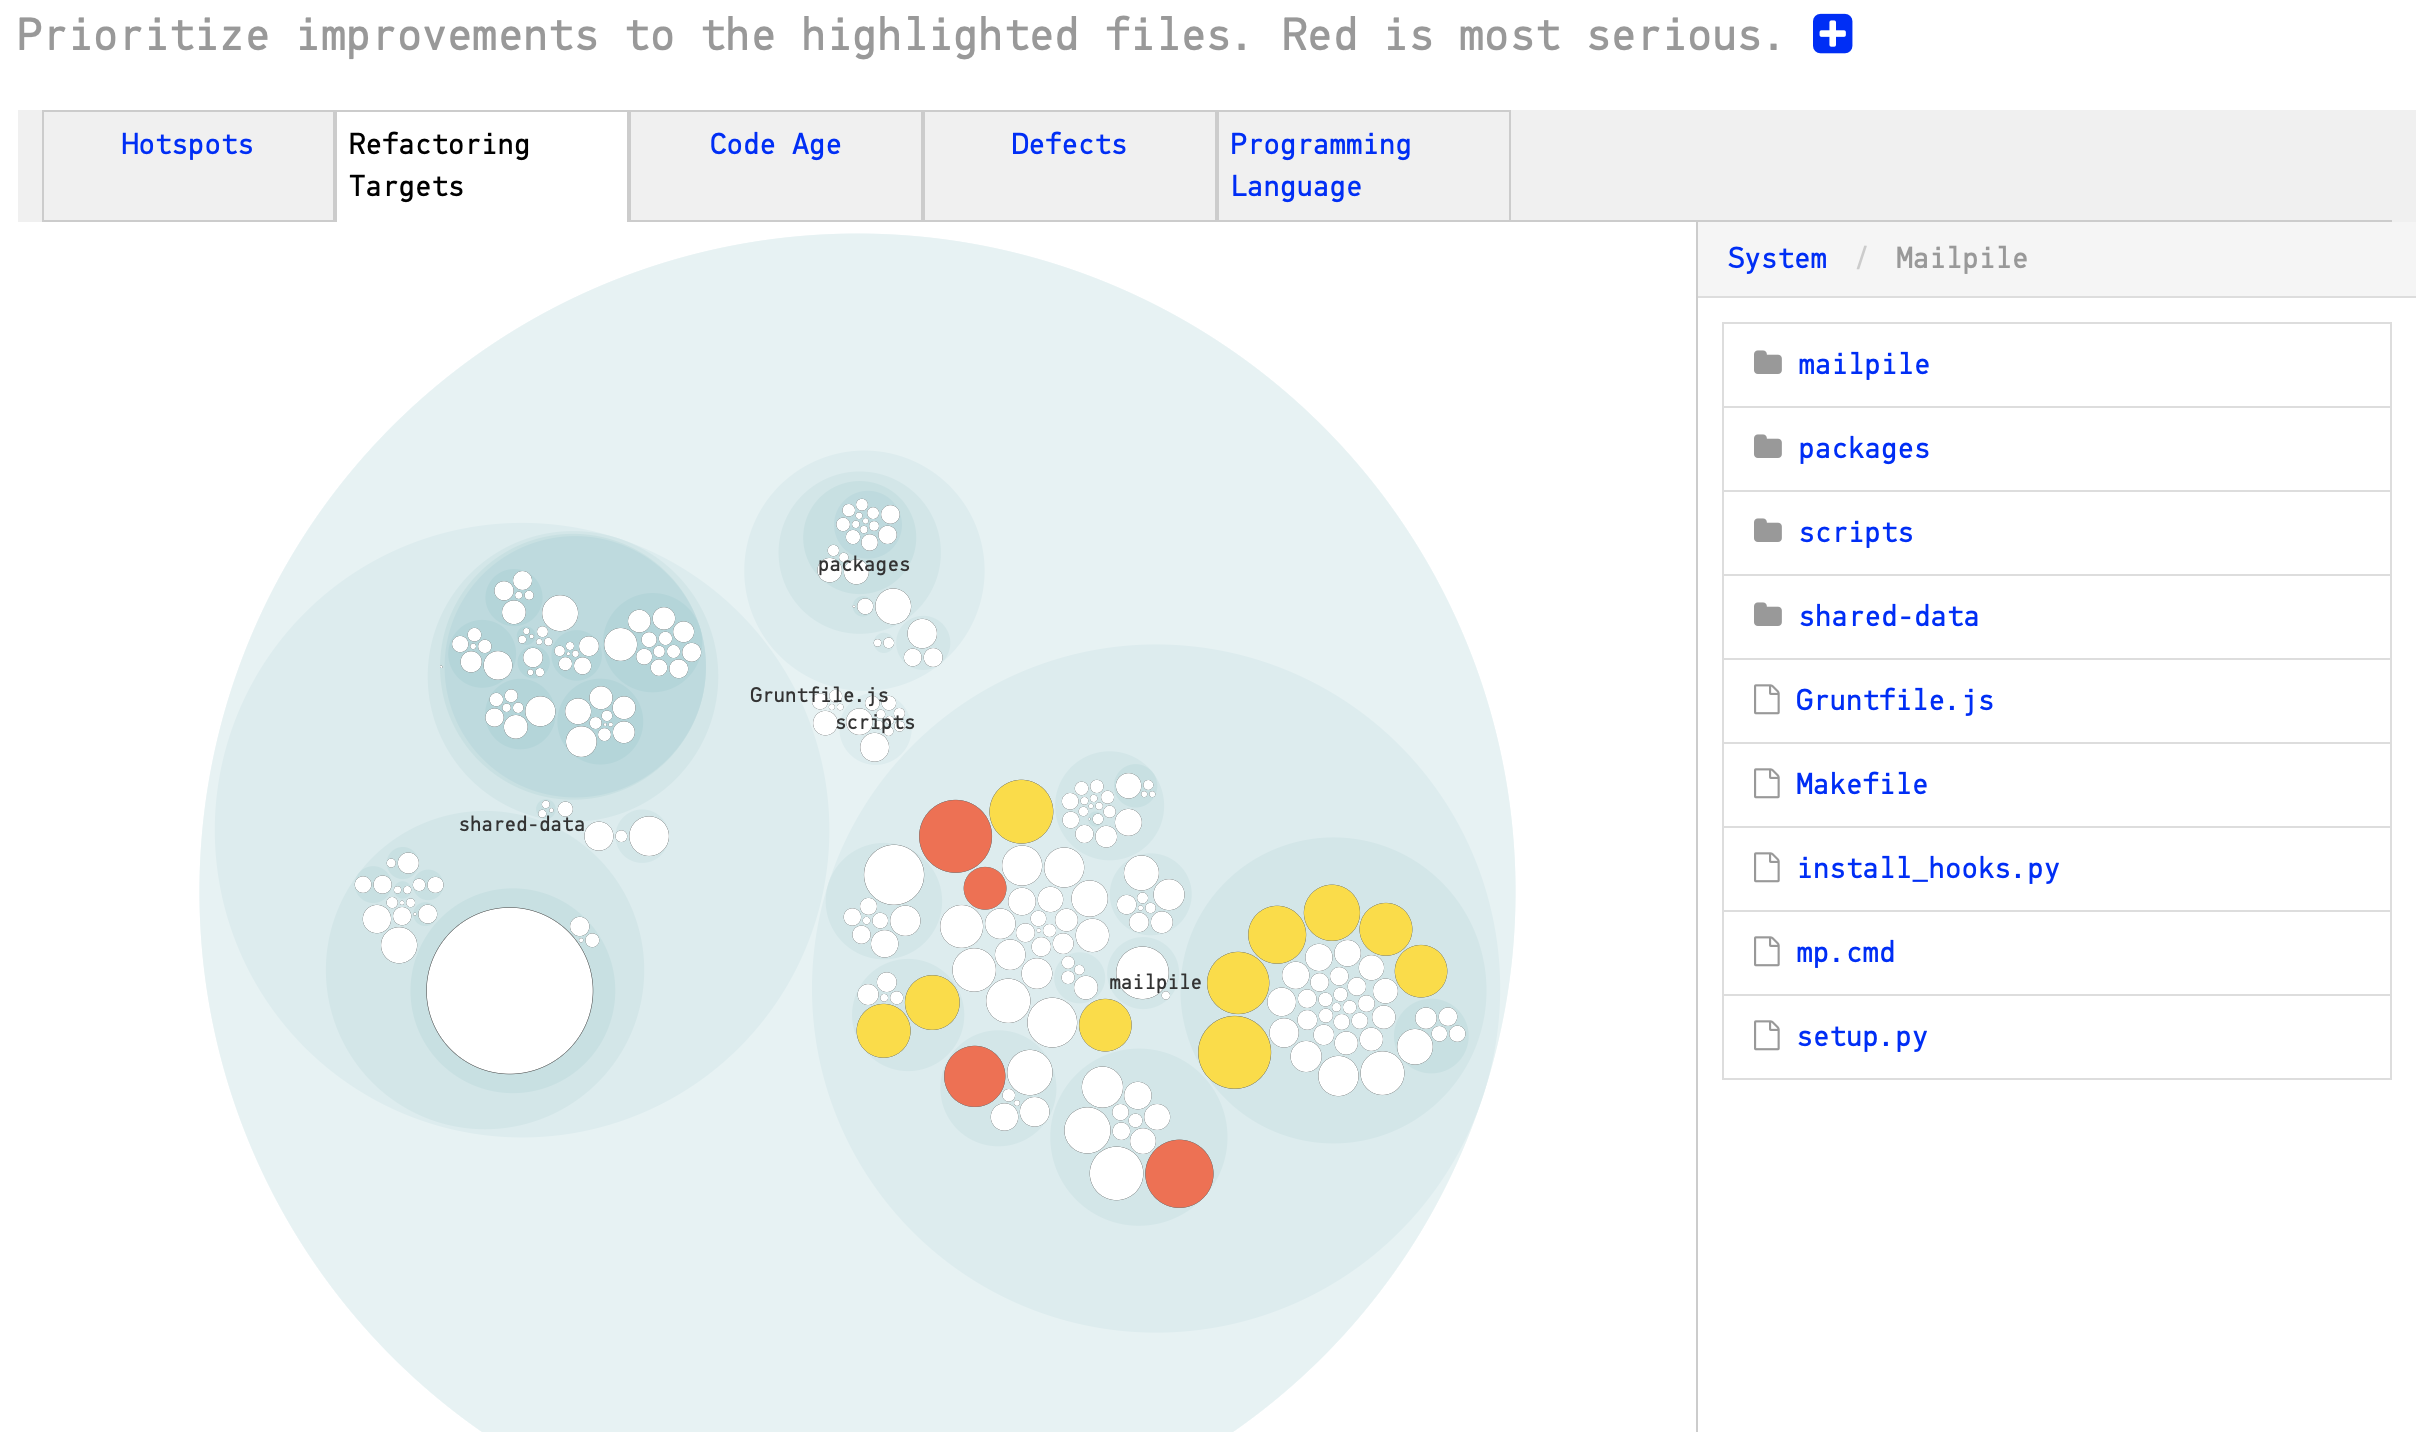 Prioritize improvements to the highlighted files. Red is most serious.
Hotspots
Refactoring
Targets
Code Age
Defects
Programming
Language
System / Mailpile
mailpile
packages
scripts
shared-data
Gruntfile.js
Makefile
install_hooks.py
mp.cmd
setup.py
packages
Gruntfile.js
scripts
shared-data
mailpile